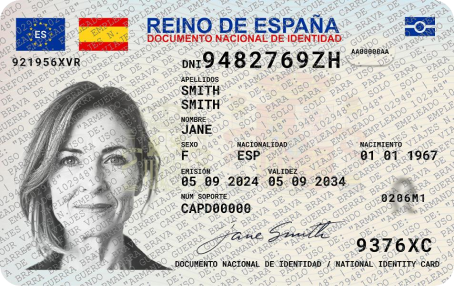 ES
REINO DE ESPAÑA
DOCUMENTO NACIONAL DE IDENTIDAD
921956XVR
DNI 9482769ZH
AA00000AA
APELLIDOS
SMITH
SMITH
NOMBRE
JANE
SEXO NACIONALIDAD NACIMIENTO
F ESP 01 01 1967
EMISIÓN VALIDEZ
05 09 2024 05 09 2034
NÚM SOPORTE
CAPD00000
0206M1
Jane Smith
9376XC
DOCUMENTO NACIONAL DE IDENTIDAD / NATIONAL IDENTITY CARD